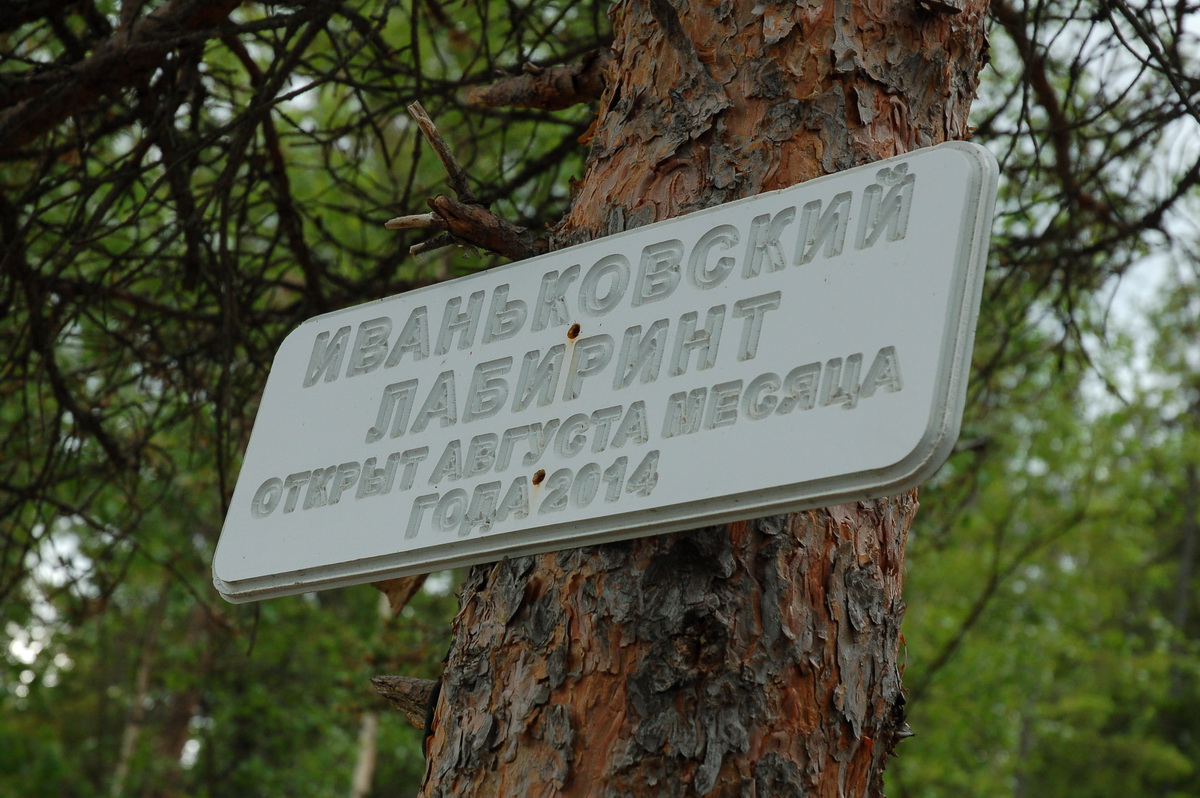 ИВАНЬКОВСКИЙ
ЛАБИРИНТ
ОТКРЫТ АВГУСТА МЕСЯЦА
ГОДА 2014